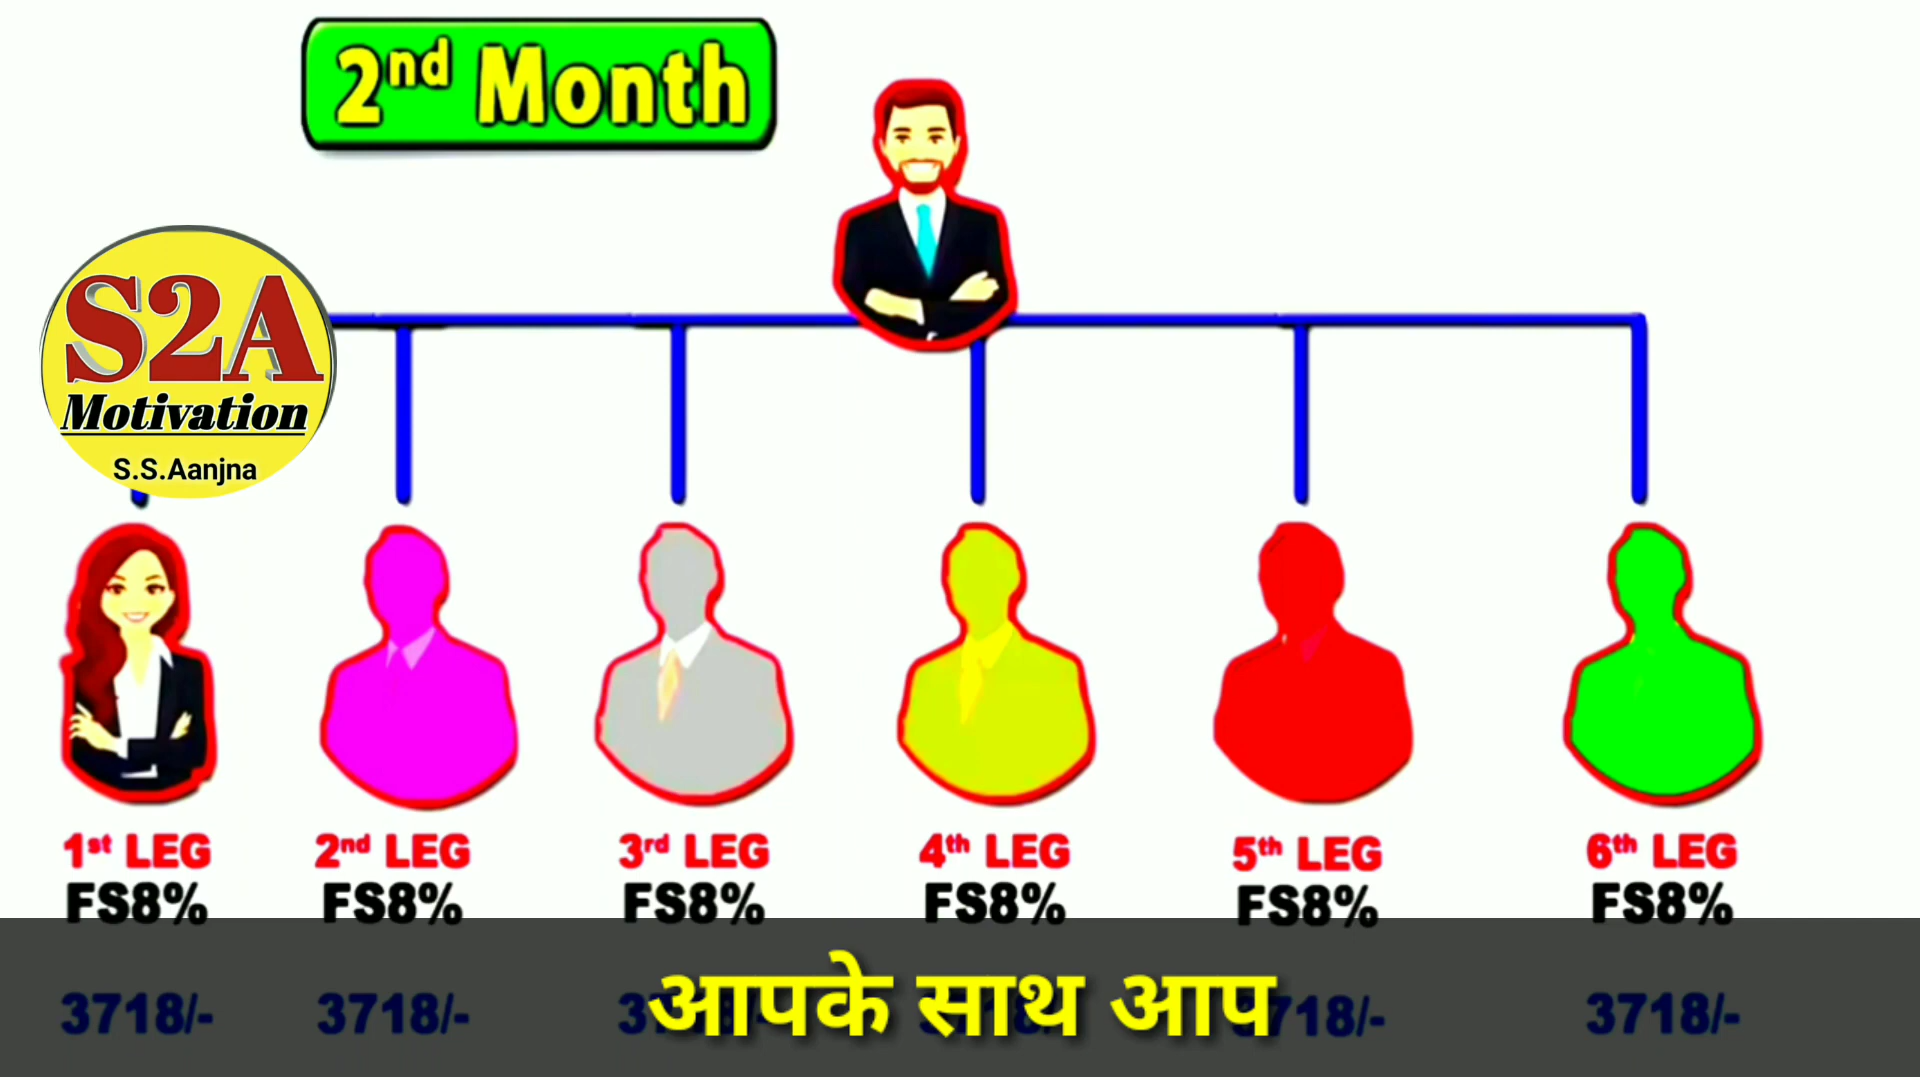 2nd Month
S2A
Motivation
S.S.Aanjna
1st LEG 2nd LEG 3rd LEG 4th LEG 5th LEG 6th LEG
FS8% FS8% FS8% FS8% FS8% FS8%
3718/- 3718/- 3718/-
आपके साथ आप